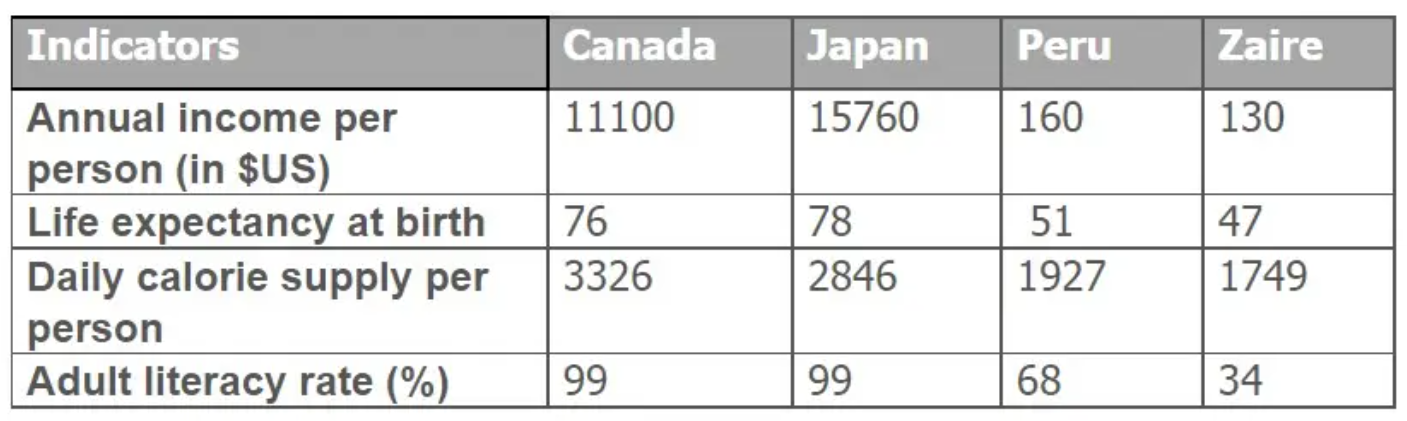 Indicators Canada Japan Peru Zaire
Annual income per person (in $US) 11100 15760 160 130
Life expectancy at birth 76 78 51 47
Daily calorie supply per person 3326 2846 1927 1749
Adult literacy rate (%) 99 99 68 34